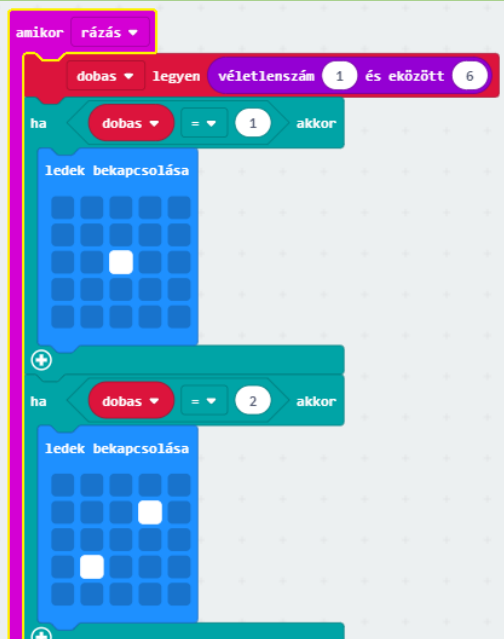 amikor rázás
dobas legyen véletlenszám 1 és eközött 6
ha dobas = 1 akkor
ledek bekapcsolása
ha dobas = 2 akkor
ledek bekapcsolása